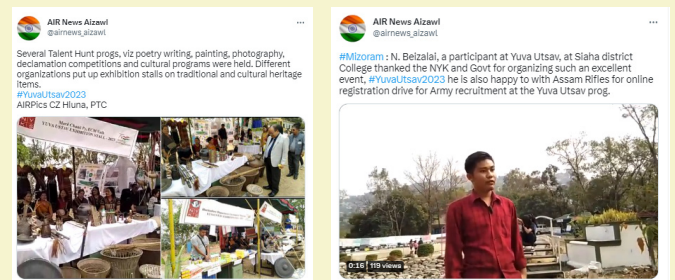 AIR News Aizawl
@airnews_aizawl
Several Talent Hunt progs, viz poetry writing, painting, photography,
declamation competitions and cultural programs were held. Different
organizations put up exhibition stalls on traditional and cultural heritage
items.
#YuvaUtsav2023
AIRPics CZ Hluna, PTC
AIR News Aizawl
@airnews_aizawl
#Mizoram : N. Beizalai, a participant at Yuva Utsav, at Siaha district
College thanked the NYK and Govt for organizing such an excellent
event, #YuvaUtsav2023 he is also happy to with Assam Rifles for online
registration drive for Army recruitment at the Yuva Utsav prog.
0:16 119 views